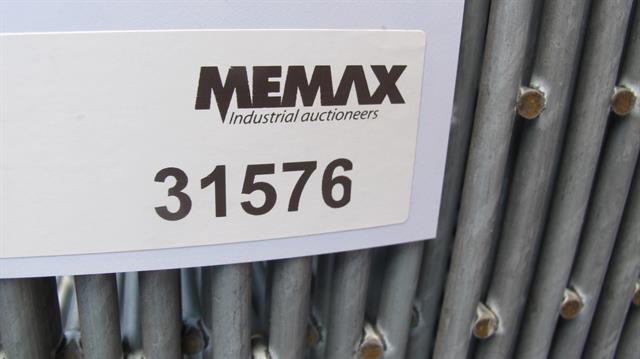 MEMAX
Industrial auctioneers
31576